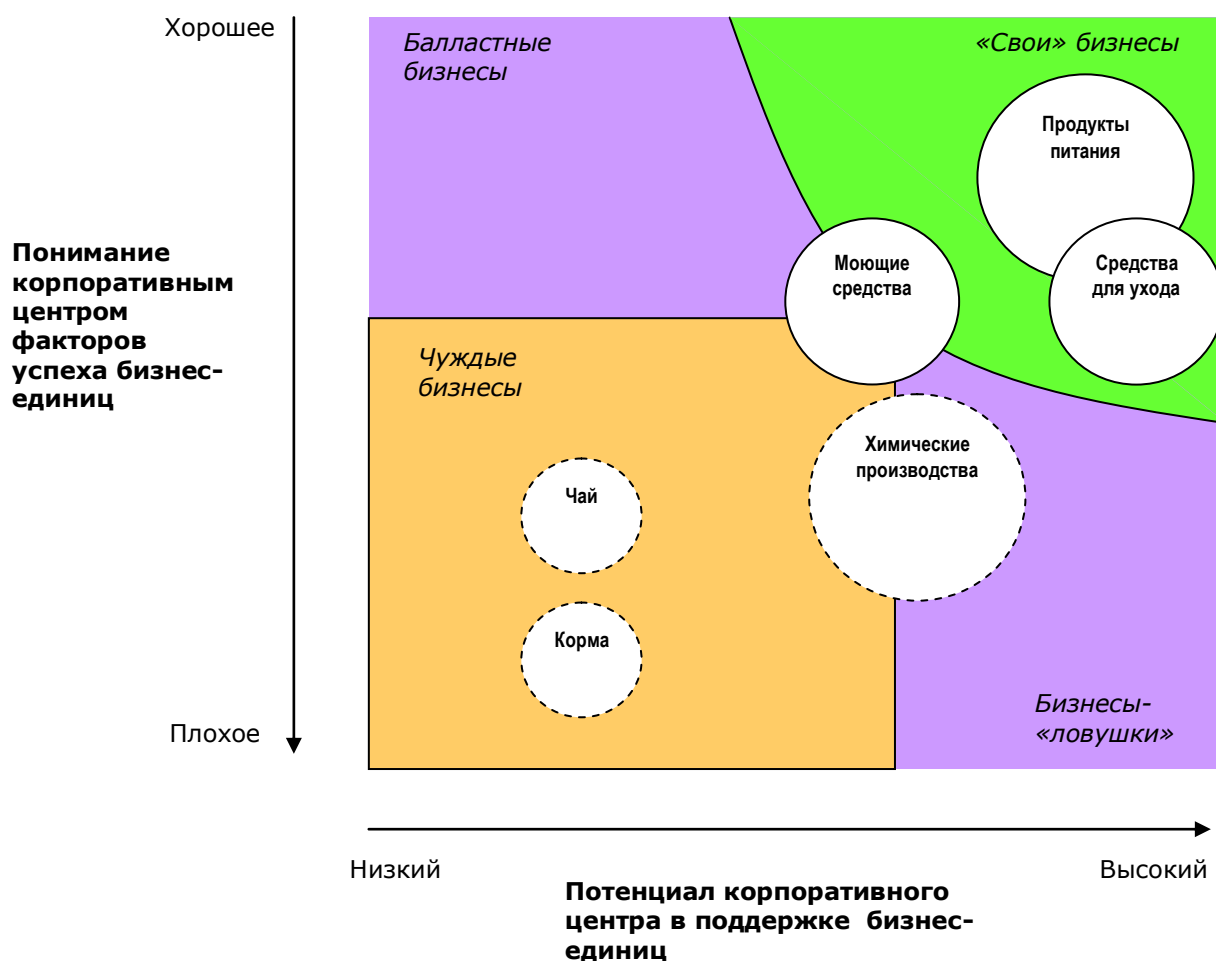 Хорошее
Балластные
бизнесы
«Свои» бизнесы
Продукты
питания
Понимание
корпоративным
центром
факторов
успеха бизнес-
единиц
Моющие
средства
Средства
для ухода
Чуждые
бизнесы
Химические
производства
Чай
Корма
Плохое
Бизнесы-
«ловушки»
Низкий
Высокий
Потенциал корпоративного
центра в поддержке бизнес-
единиц